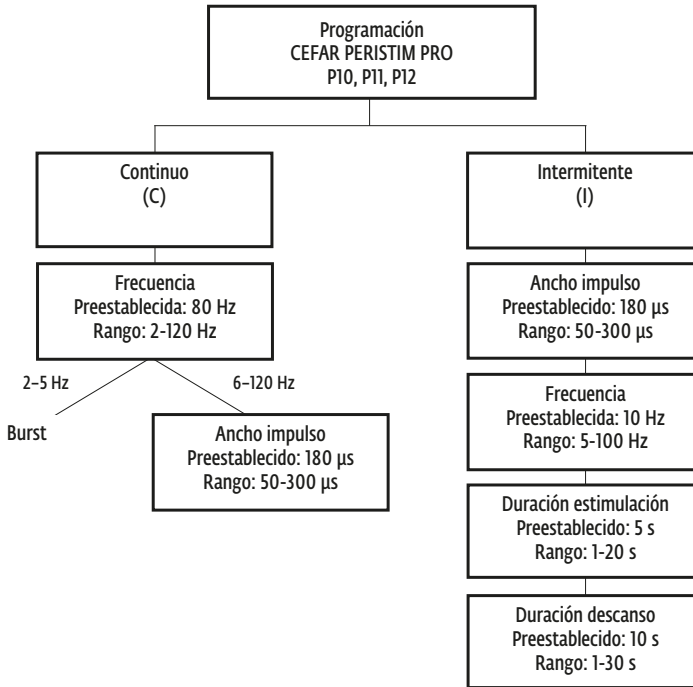 Programación
CEFAR PERISTIM PRO
P10, P11, P12
Continuo
(C)
Frecuencia
Preestablecida: 80 Hz
Rango: 2-120 Hz
2–5 Hz
6–120 Hz
Burst
Ancho impulso
Preestablecido: 180 µs
Rango: 50-300 µs
Intermitente
(I)
Ancho impulso
Preestablecido: 180 µs
Rango: 50-300 µs
Frecuencia
Preestablecida: 10 Hz
Rango: 5-100 Hz
Duración estimulación
Preestablecido: 5 s
Rango: 1-20 s
Duración descanso
Preestablecido: 10 s
Rango: 1-30 s